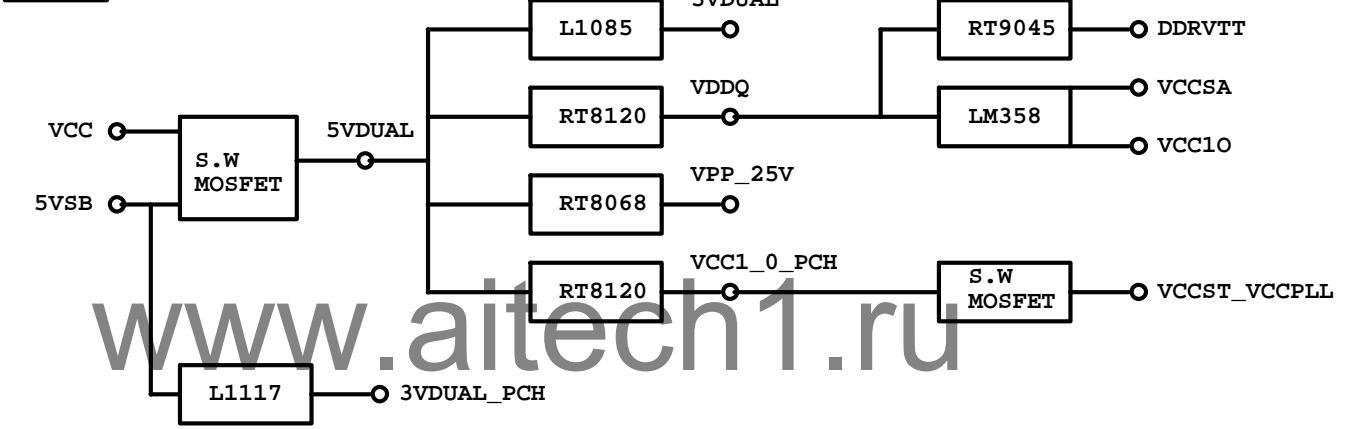 L1085
RT9045
DDRVTT
VDDQ
VCCSA
VCC
5VDUAL
RT8120
LM358
S.W
MOSFET
VCC1O
VPP_25V
5VSB
RT8068
VCC1_0_PCH
S.W
MOSFET
RT8120
VCCST_VCCPLL
www.aitech1.ru
L1117
3VDUAL_PCH